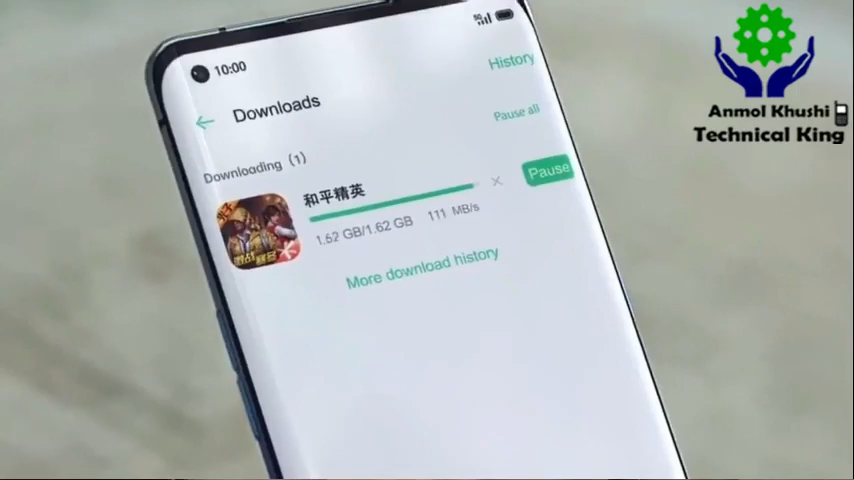 5G
10:00
History
Downloads
Pause all
Downloading (1)
和平精英
Pause
1.62 GB/1.62 GB 111 MB/s
More download history
Anmol Khushi
Technical King